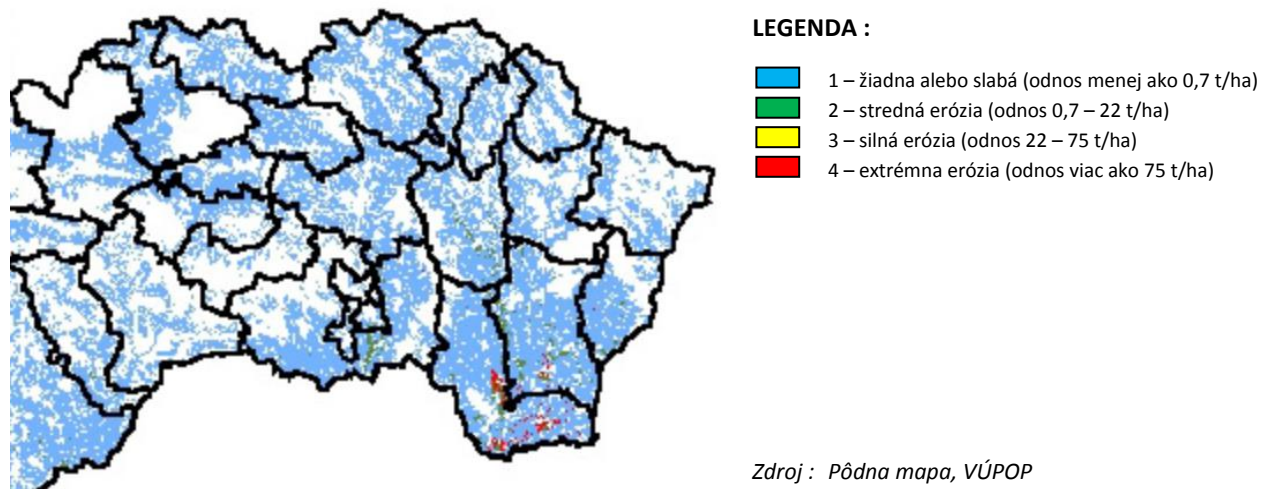 LEGENDA :
1 – žiadna alebo slabá (odnos menej ako 0,7 t/ha)
2 – stredná erózia (odnos 0,7 – 22 t/ha)
3 – silná erózia (odnos 22 – 75 t/ha)
4 – extrémna erózia (odnos viac ako 75 t/ha)
Zdroj : Pôdna mapa, VÚPOP